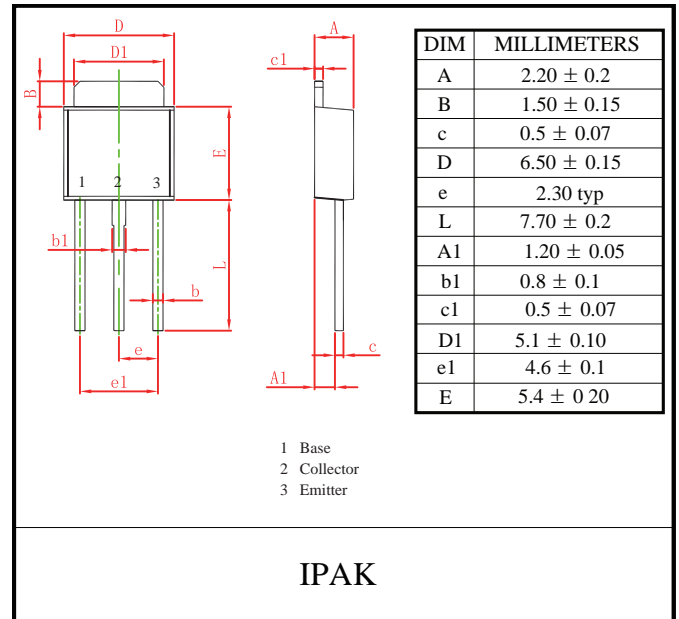 D
D1
B
E
1 2 3
b1
L
b
e
e1
A
c1
c
A1
DIM MILLIMETERS
A 2.20 ± 0.2
B 1.50 ± 0.15
c 0.5 ± 0.07
D 6.50 ± 0.15
e 2.30 typ
L 7.70 ± 0.2
A1 1.20 ± 0.05
b1 0.8 ± 0.1
c1 0.5 ± 0.07
D1 5.1 ± 0.10
e1 4.6 ± 0.1
E 5.4 ± 0 20
1 Base
2 Collector
3 Emitter
IPAK